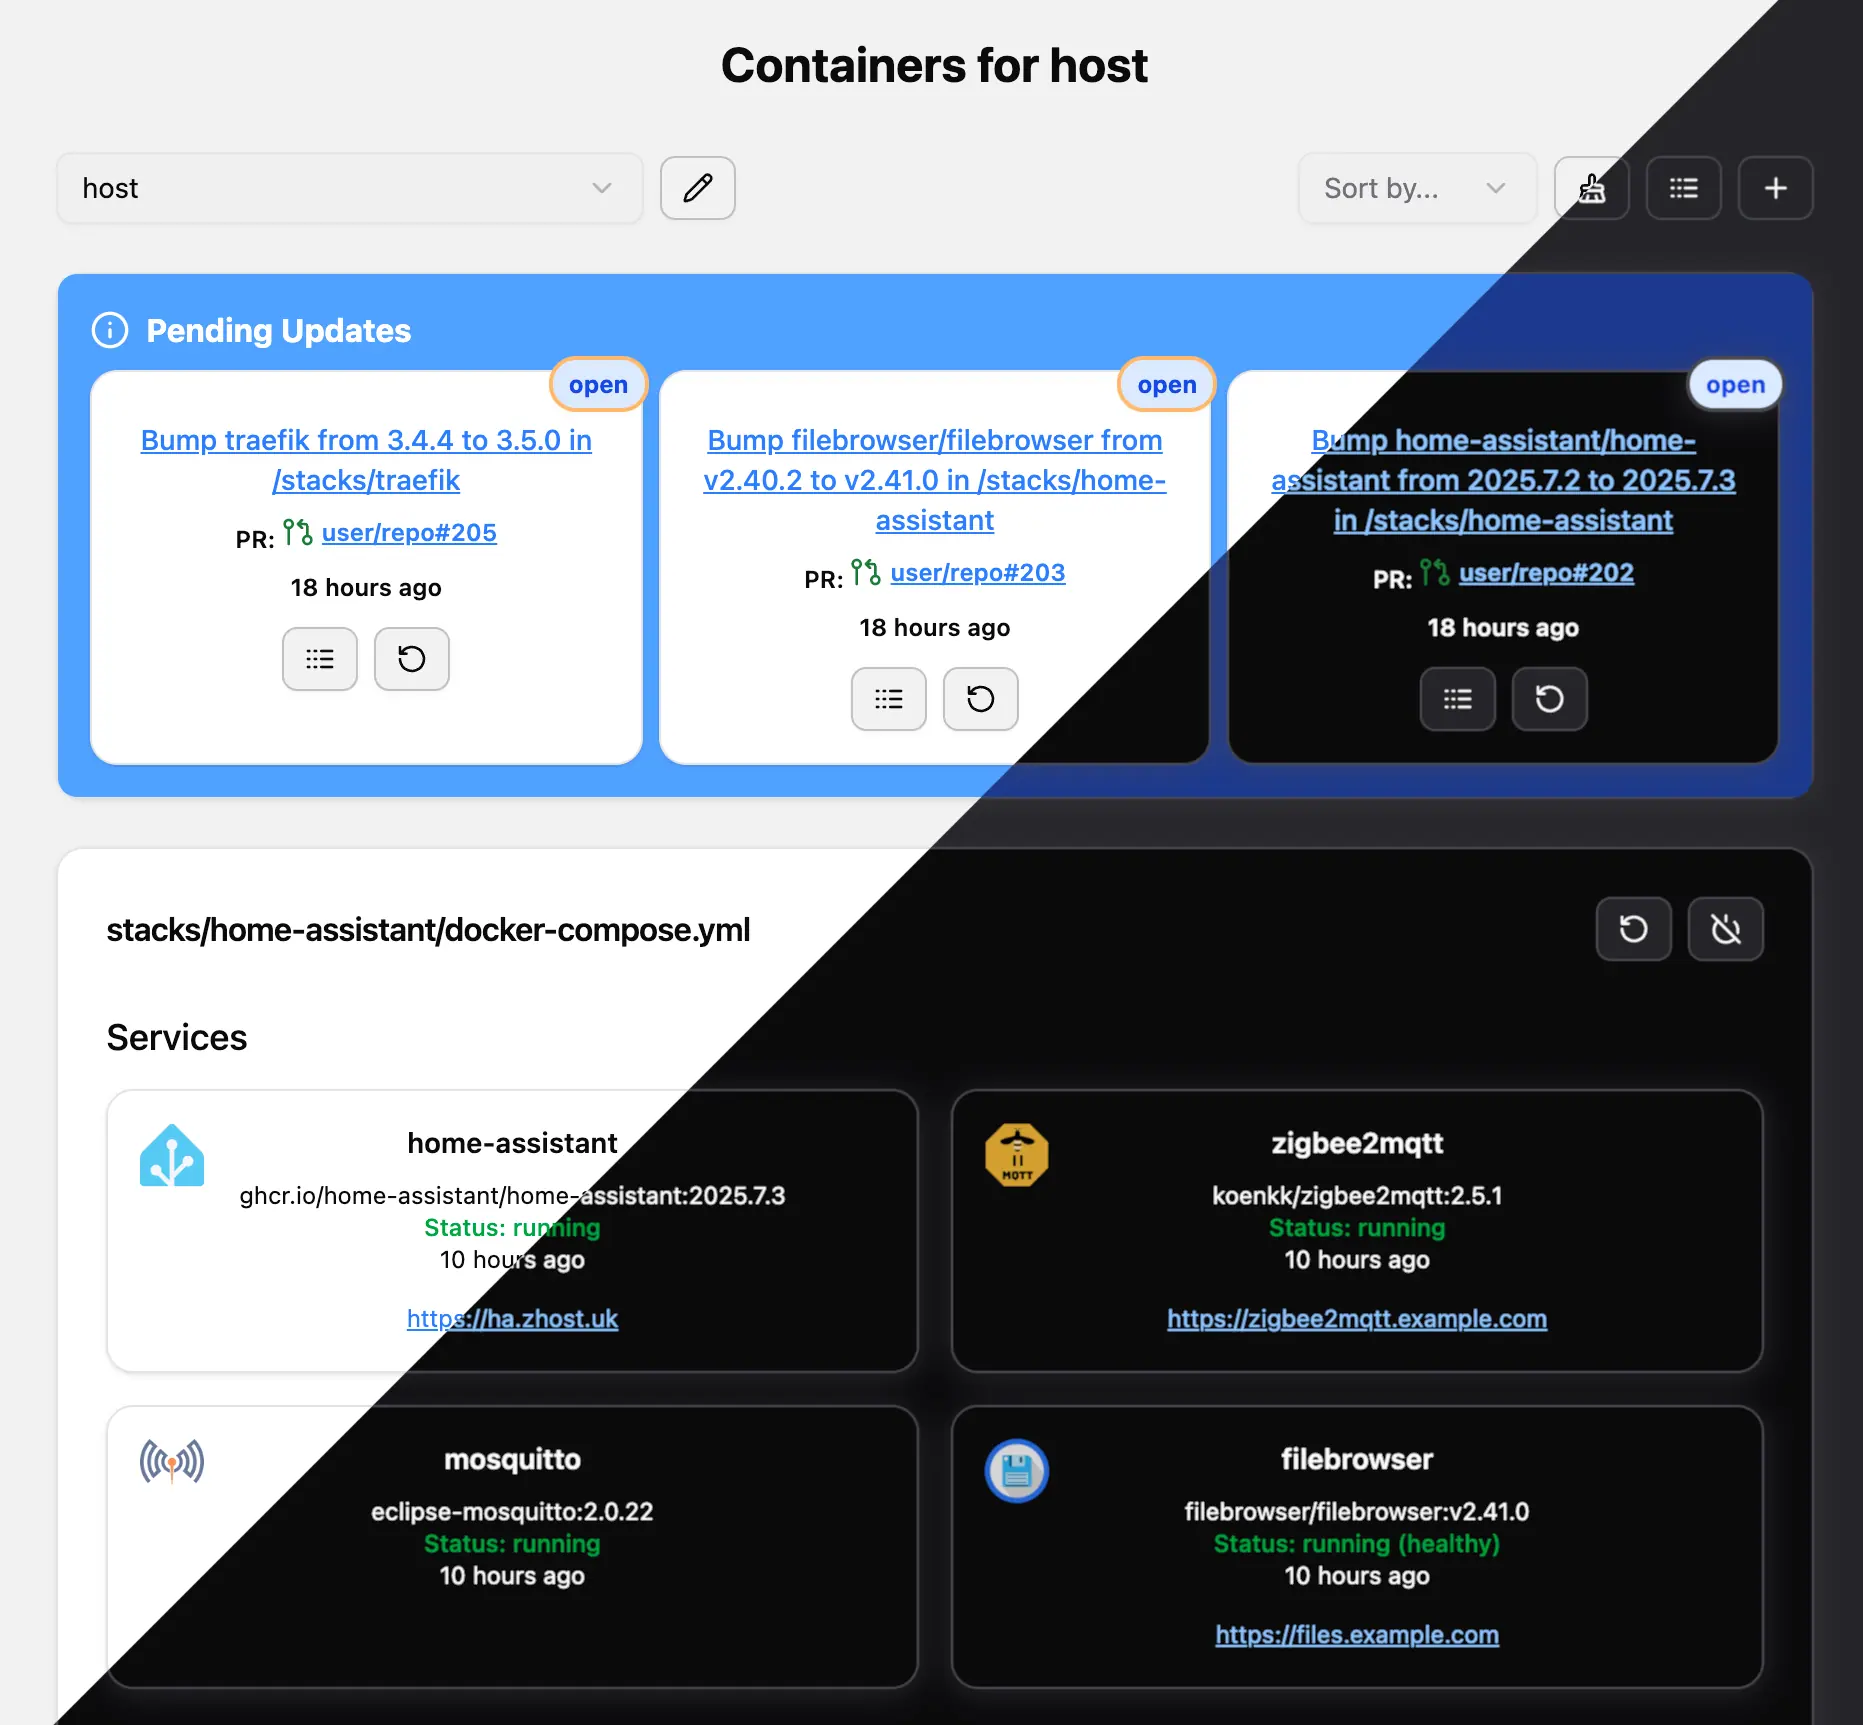 Containers for host
host
Sort by...
Pending Updates
open
Bump traefik from 3.4.4 to 3.5.0 in
/stacks/traefik
PR: user/repo#205
18 hours ago
open
Bump filebrowser/filebrowser from
v2.40.2 to v2.41.0 in /stacks/home-
assistant
PR: user/repo#203
18 hours ago
open
Bump home-assistant/home-
assistant from 2025.7.2 to 2025.7.3
in /stacks/home-assistant
PR: user/repo#202
18 hours ago
stacks/home-assistant/docker-compose.yml
Services
home-assistant
ghcr.io/home-assistant/home-assistant:2025.7.3
Status: running
10 hours ago
https://ha.zhost.uk
MQTT
zigbee2mqtt
koenkk/zigbee2mqtt:2.5.1
Status: running
10 hours ago
https://zigbee2mqtt.example.com
mosquitto
eclipse-mosquitto:2.0.22
Status: running
10 hours ago
filebrowser
filebrowser/filebrowser:v2.41.0
Status: running (healthy)
10 hours ago
https://files.example.com